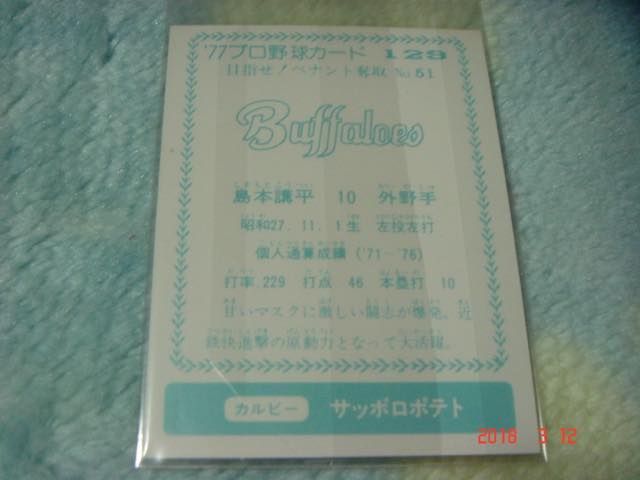 '77プロ野球カード 129
目指せ!ペナント奪取 No.51
Buffaloes
島本講平 10 外野手
昭和27.11.1生 左投左打
個人通算成績('71~'76)
打率.229 打点 46 本塁打 10
甘いマスクに激しい闘志が爆発。近
鉄快進撃の原動力となって大活躍。
カルビー サッポロポテト
2018 3 12